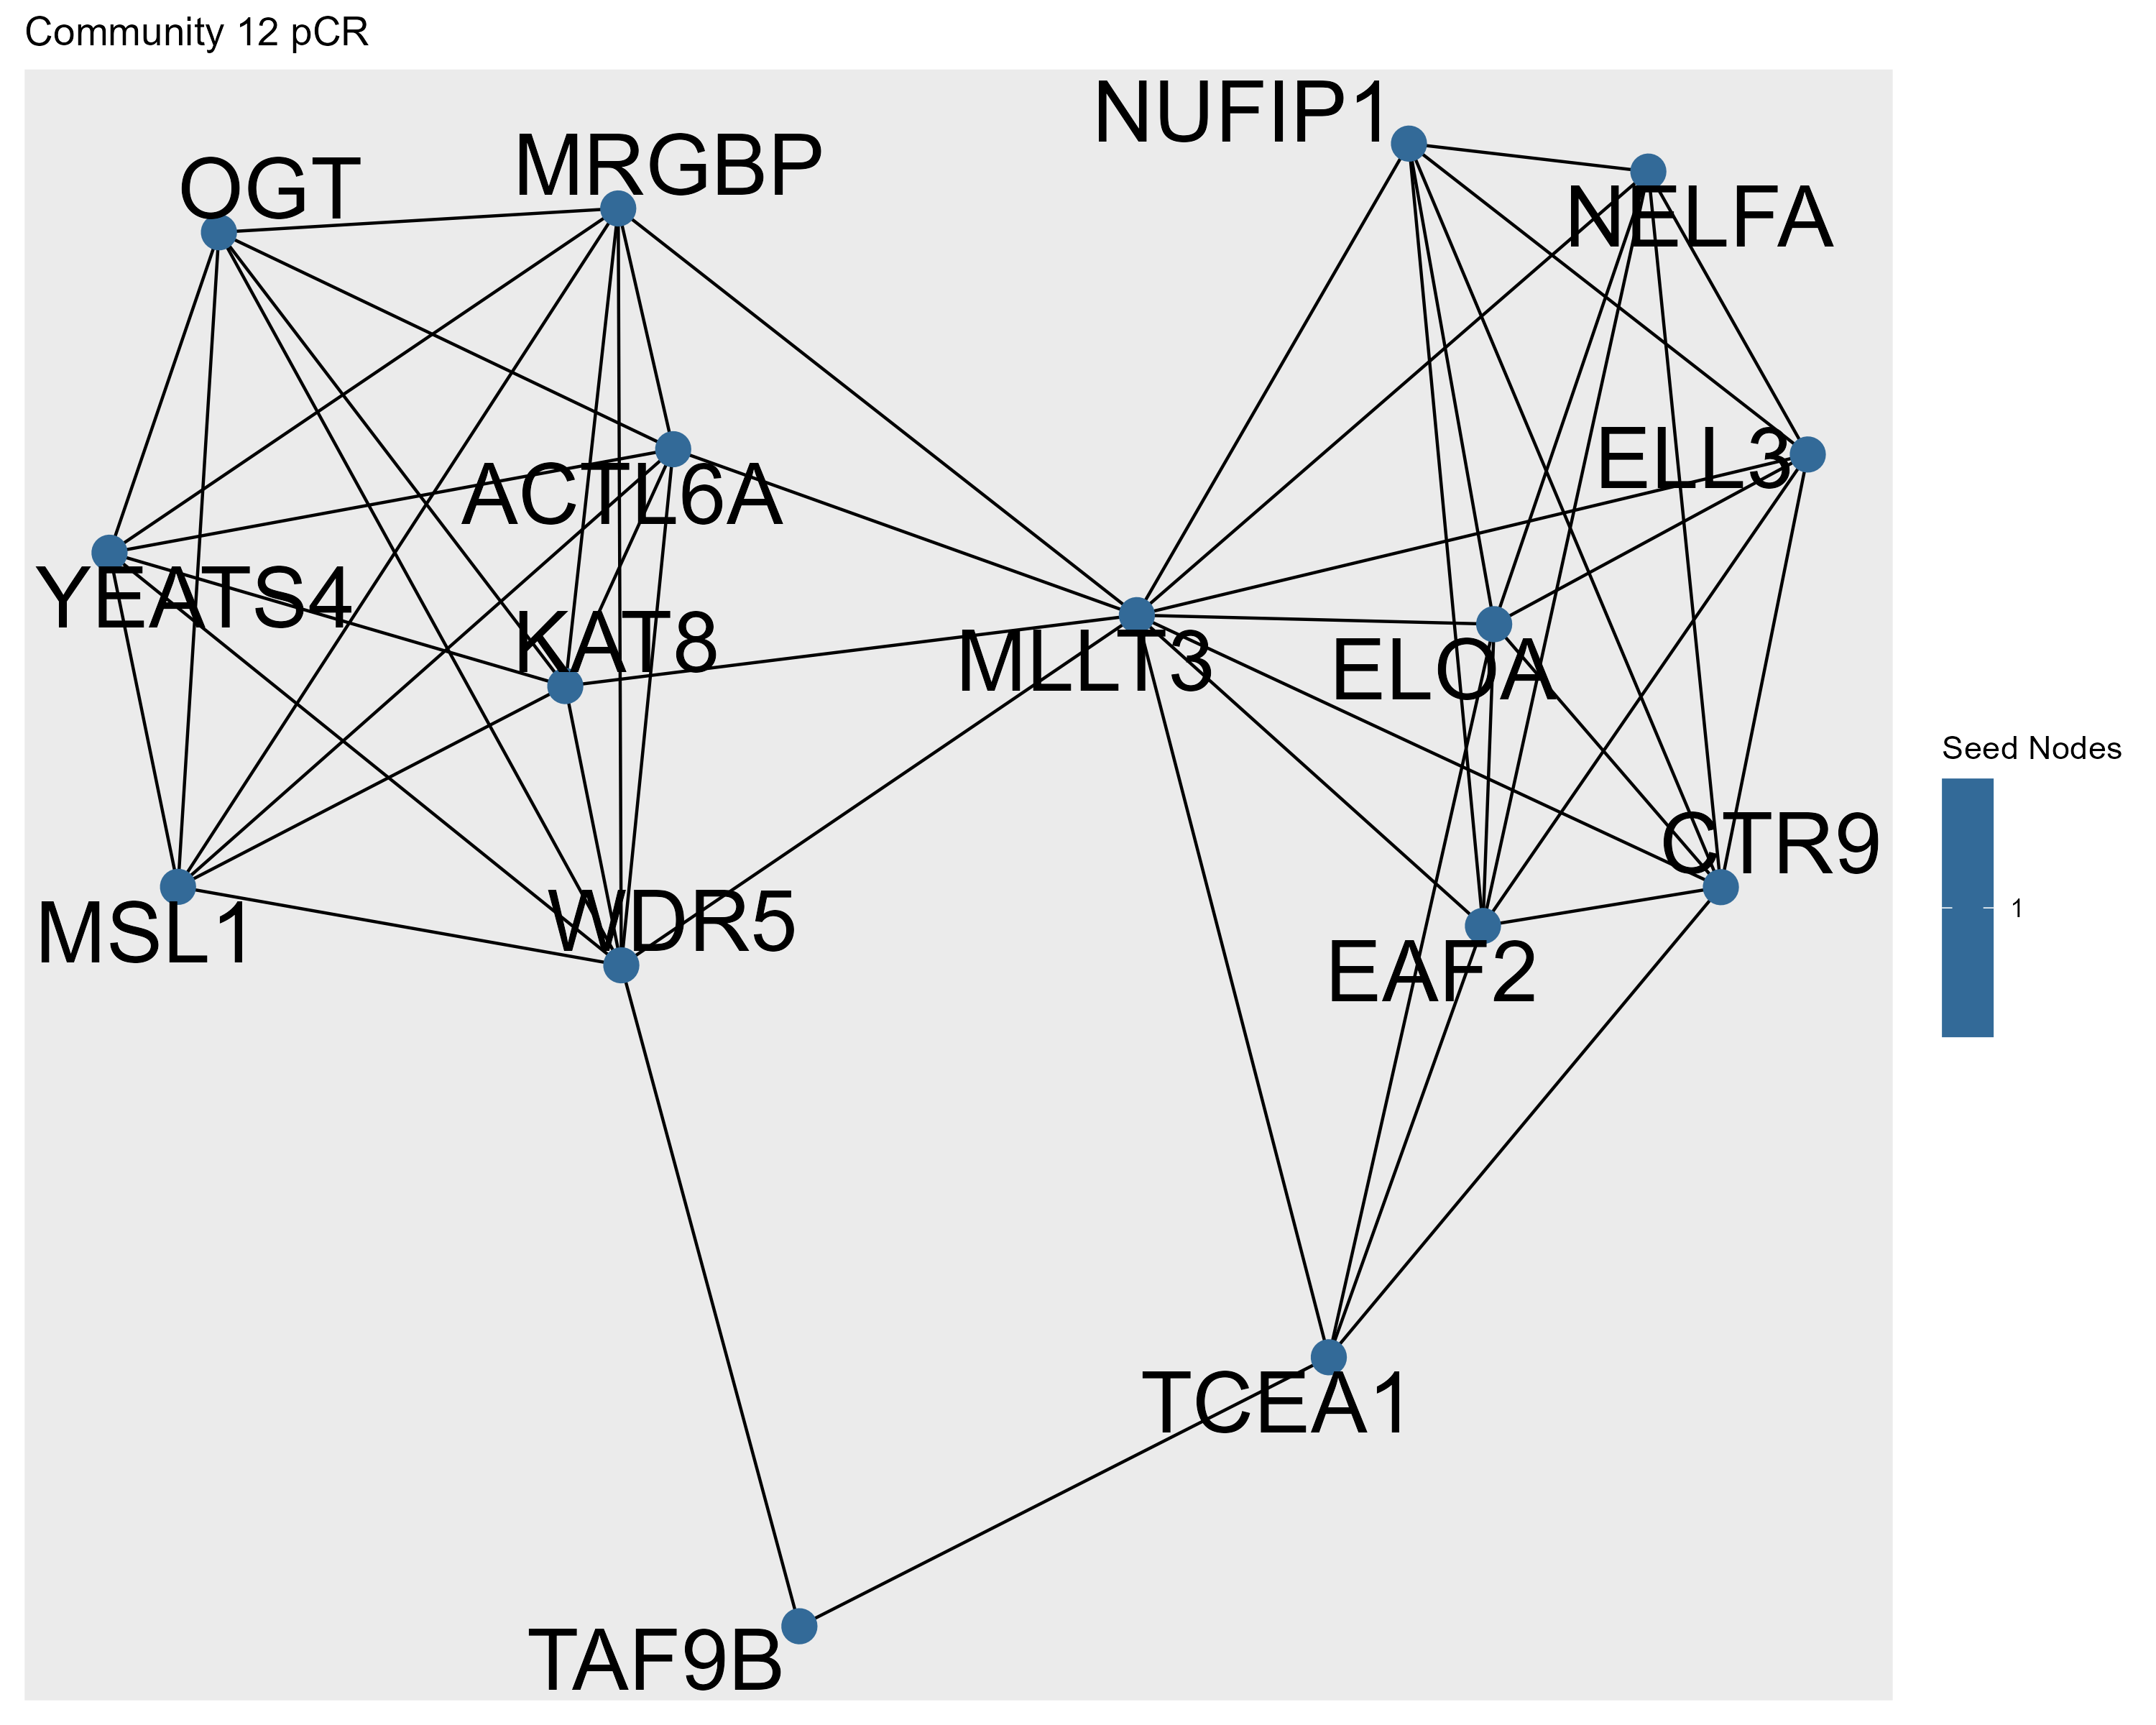 Community 12 pCR
NUFIP1
MRGBP
OGT
NELFA
ELL3
ACTL6A
YEATS4
KAT8
MLLT3
ELOA
Seed Nodes
CTR9
1
WDR5
MSL1
EAF2
TCEA1
TAF9B